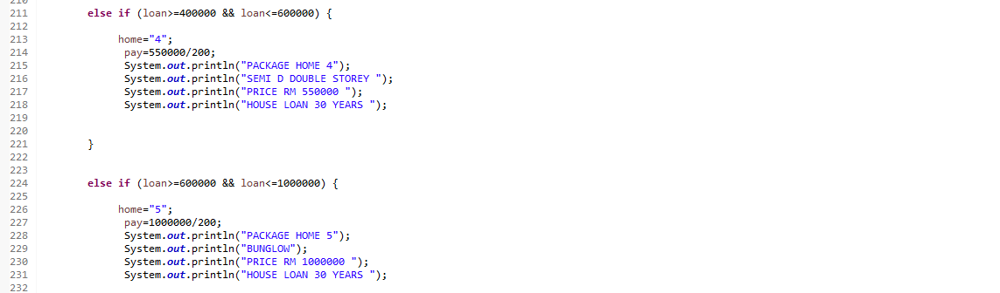 210
211 else if (loan>=400000 && loan<=600000) {
212
213 home="4";
214 pay=550000/200;
215 System.out.println("PACKAGE HOME 4");
216 System.out.println("SEMI D DOUBLE STOREY ");
217 System.out.println("PRICE RM 550000 ");
218 System.out.println("HOUSE LOAN 30 YEARS ");
219
220
221 }
222
223
224 else if (loan>=600000 && loan<=1000000) {
225
226 home="5";
227 pay=1000000/200;
228 System.out.println("PACKAGE HOME 5");
229 System.out.println("BUNGLOW");
230 System.out.println("PRICE RM 1000000 ");
231 System.out.println("HOUSE LOAN 30 YEARS ");
232